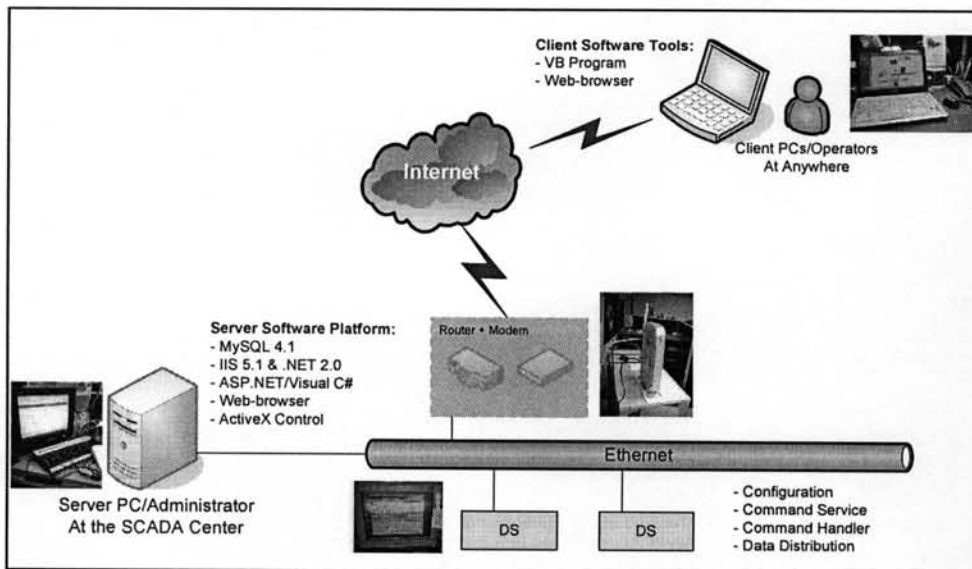 Client Software Tools:
- VB Program
- Web-browser
Client PCs/Operators
At Anywhere
Internet
Server Software Platform:
- MySQL 4.1
- IIS 5.1 & .NET 2.0
- ASP.NET/Visual C#
- Web-browser
- ActiveX Control
Router + Modem
Server PC/Administrator
At the SCADA Center
Ethernet
DS
DS
- Configuration
- Command Service
- Command Handler
- Data Distribution